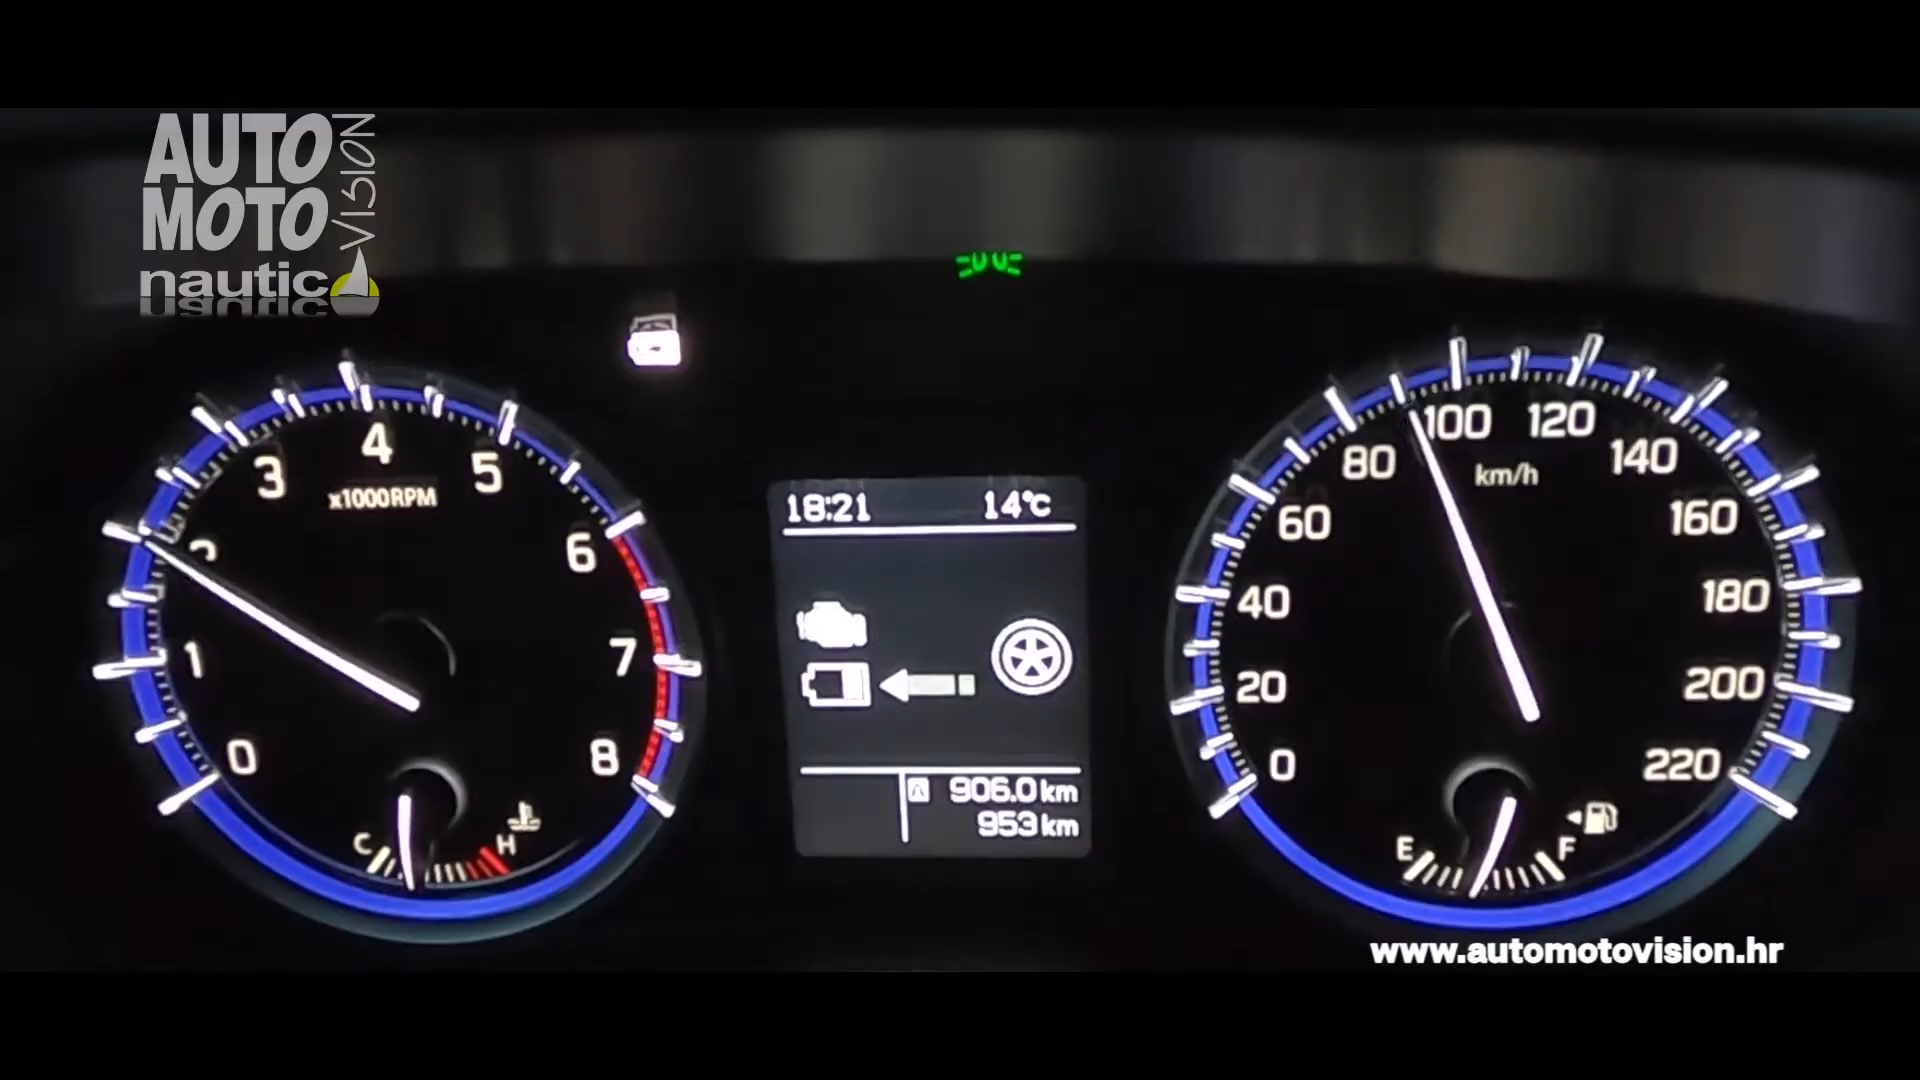 AUTO
MOTO
VISION
nautic
18:21 14°C
0 1 2 3 4 5 6 7 8
x1000RPM
C H
0 20 40 60 80 100 120 140 160 180 200 220
km/h
E F
A 906.0 km
953 km
www.automotovision.hr